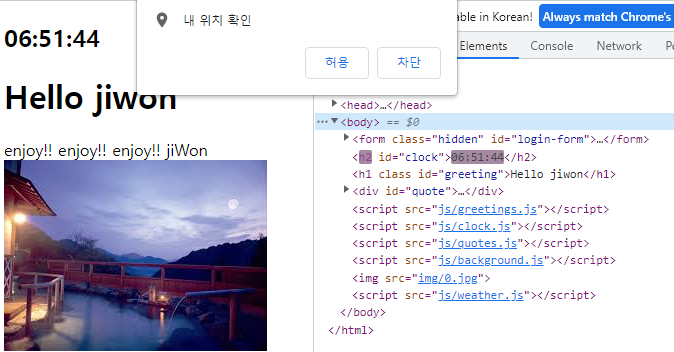 내 위치 확인
허용
차단
06:51:44
Hello jiwon
enjoy!! enjoy!! enjoy!! jiWon
able in Korean!
Always match Chrome's
Elements
Console
Network
<head>…</head>
<body> == $0
<form class="hidden" id="login-form">…</form>
<h2 id="clock">06:51:44</h2>
<h1 class id="greeting">Hello jiwon</h1>
<div id="quote">…</div>
<script src="js/greetings.js"></script>
<script src="js/clock.js"></script>
<script src="js/quotes.js"></script>
<script src="js/background.js"></script>
<img src="img/0.jpg">
<script src="js/weather.js"></script>
</body>
</html>